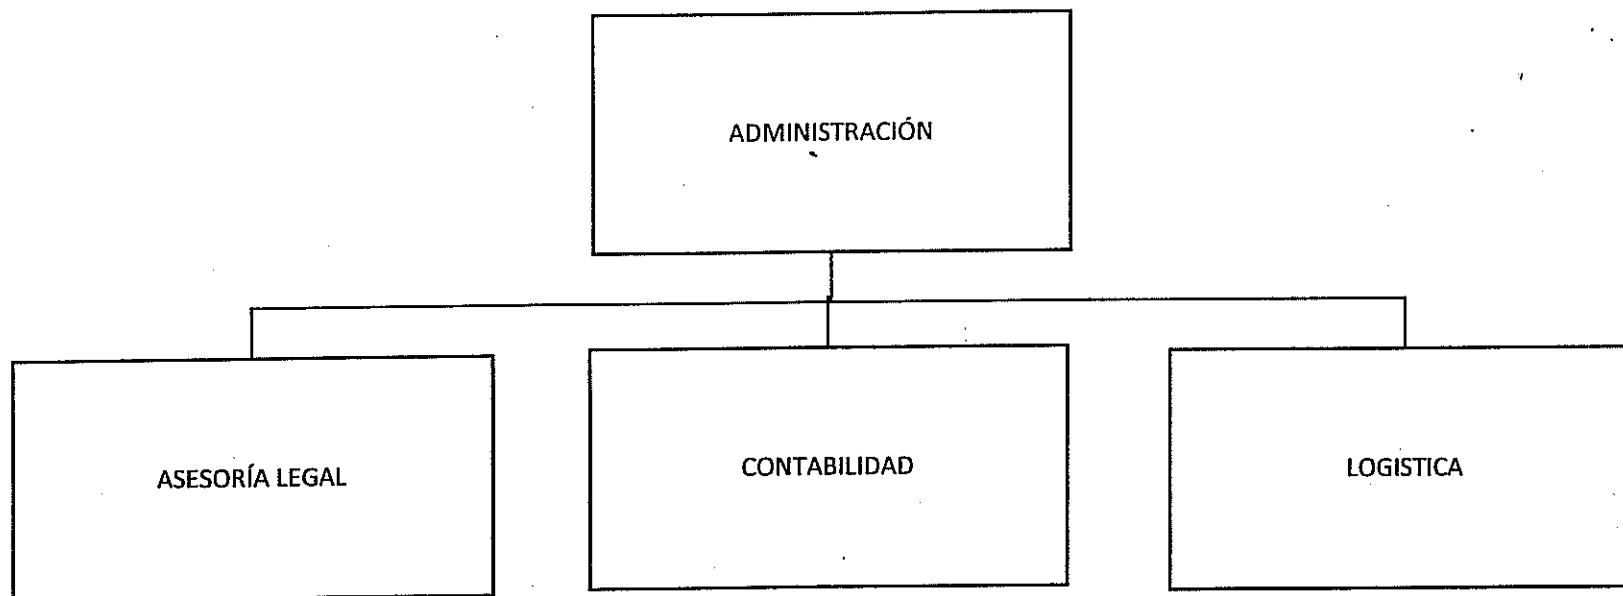 ADMINISTRACIÓN
ASESORÍA LEGAL
CONTABILIDAD
LOGISTICA